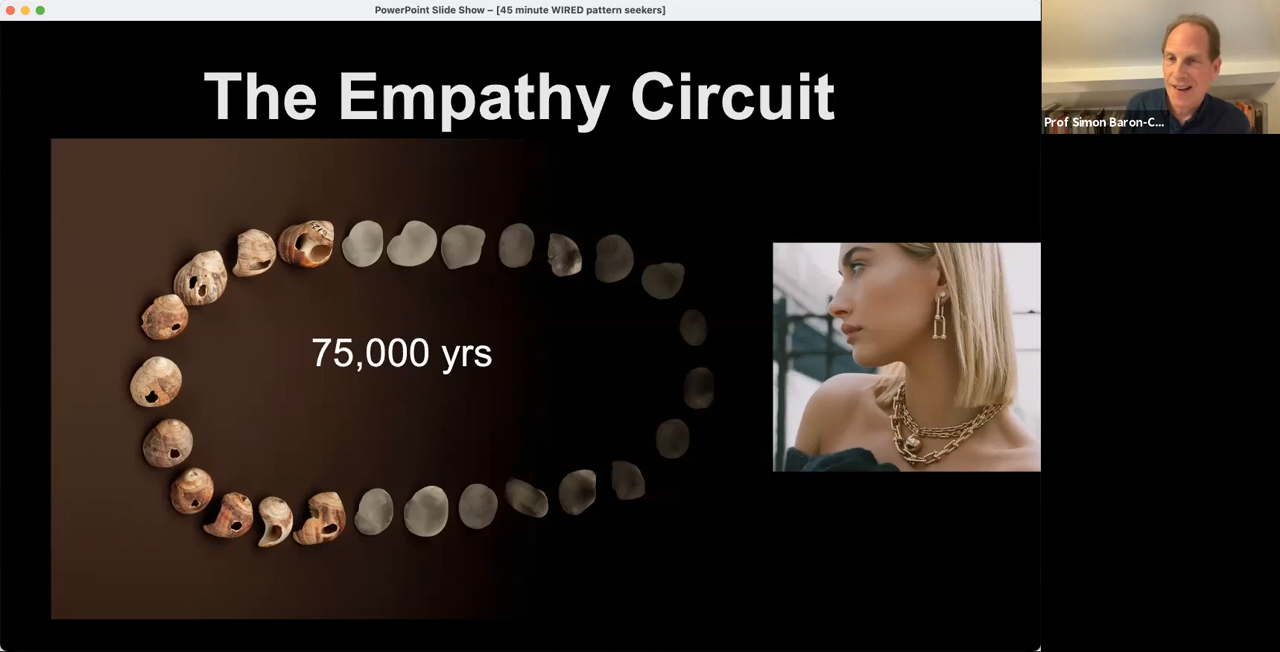 PowerPoint Slide Show – [45 minute WIRED pattern seekers]
The Empathy Circuit
75,000 yrs
Prof Simon Baron-C...